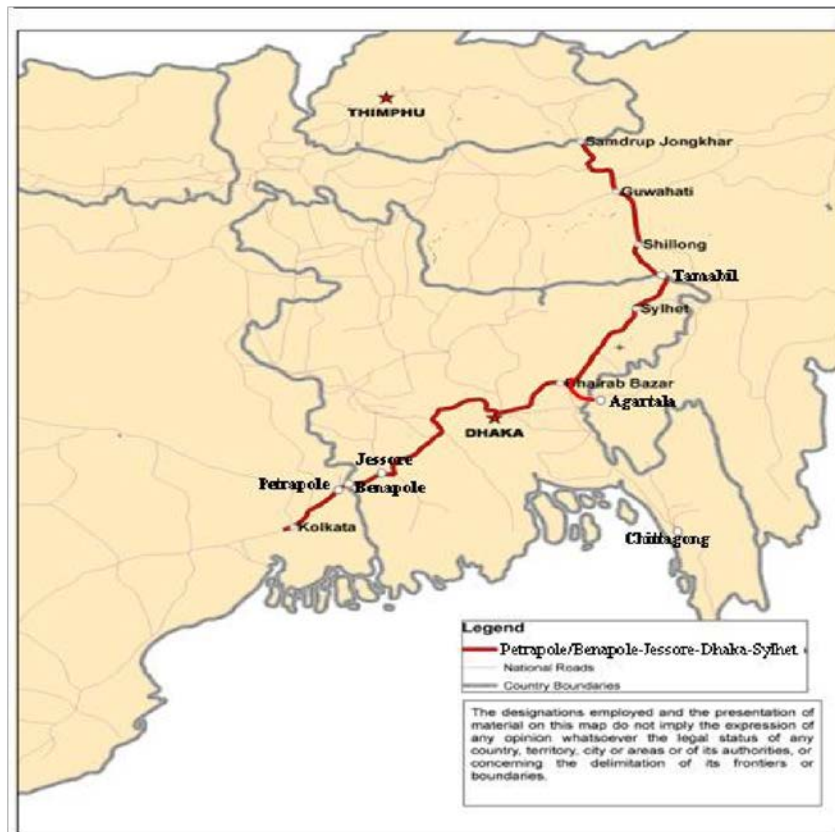 THIMPHU
Samdrup Jongkhar
Guwahati
Shillong
Tamabil
Sylhet
Bhairab Bazar
Agartala
DHAKA
Jessore
Petrapole
Benapole
Kolkata
Chittagong
Legend
Petrapole/Benapole-Jessore-Dhaka-Sylhet
National Roads
Country Boundaries
The designations employed and the presentation of
material on this map do not imply the expression of
any opinion whatsoever the legal status of any
country, territory, city or areas or of its authorities, or
concerning the delimitation of its frontiers or
boundaries.